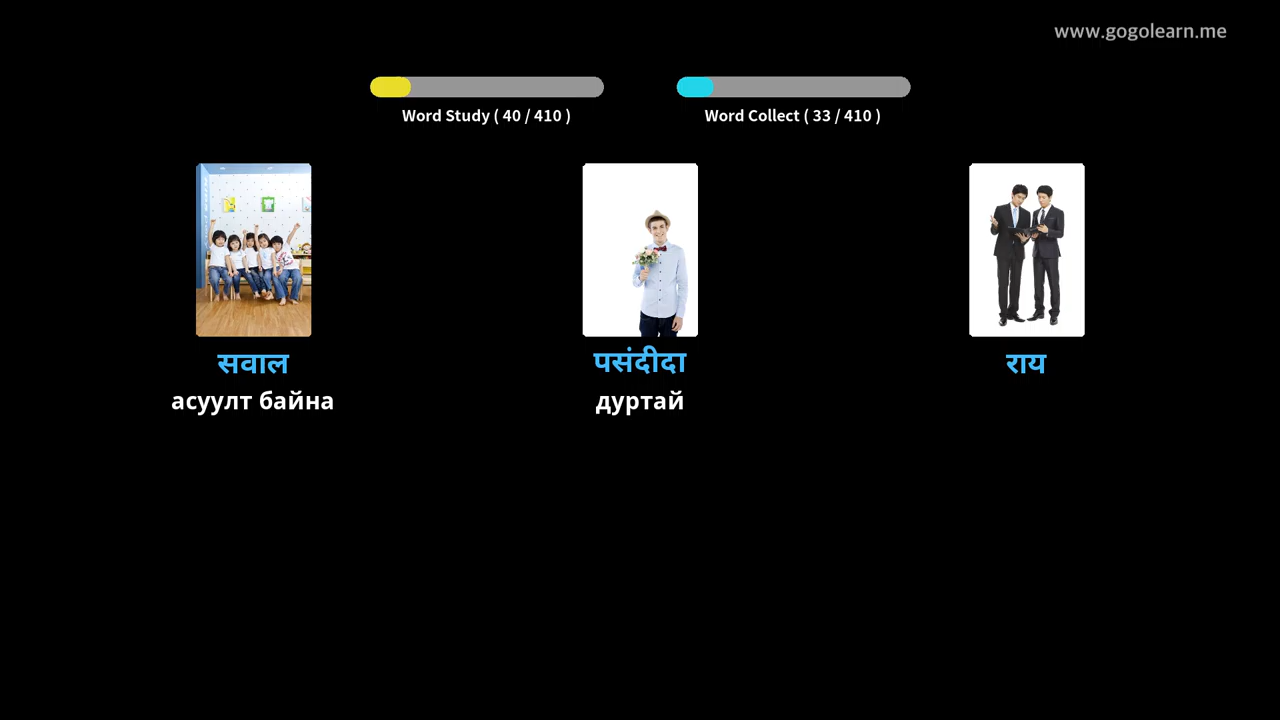 www.gogolearn.me
Word Study ( 40 / 410 )
Word Collect ( 33 / 410 )
सवाल
पसंदीदा
राय
асуулт байна
дуртай